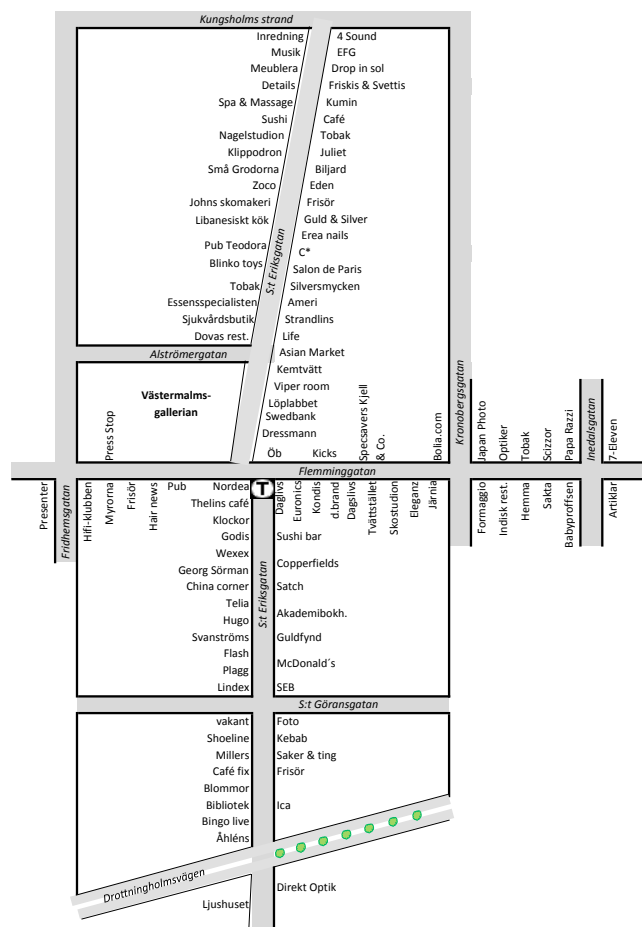 Kungsholms strand
Inredning
4 Sound
Musik
EFG
Meublera
Drop in sol
Details
Friskis & Svettis
Spa & Massage
Kumin
Sushi
Café
Nagelstudion
Tobak
Klippodron
Juliet
Små Grodorna
Biljard
Zoco
Eden
Johns skomakeri
Frisör
Libanesiskt kök
Guld & Silver
Erea nails
Pub Teodora
C*
Blinko toys
Salon de Paris
S:t Eriksgatan
Tobak
Silversmycken
Essensspecialisten
Ameri
Sjukvårdsbutik
Strandlins
Dovas rest.
Life
Alströmergatan
Asian Market
Kemtvätt
Viper room
Västermalms-
gallerian
Löplabbet
Swedbank
Dressmann
Öb
Kicks
Press Stop
Specsavers Kjell
& Co.
Bolia.com
Kronobergsgatan
Japan Photo
Optiker
Tobak
Scizzor
Papa Razzi
Inedalsgatan
7-Eleven
Flemminggatan
Presenter
Fridhemsgatan
Hifi-klubben
Myrorna
Frisör
Hair news
Pub
Nordea
T
Daglivs
Euronics
Kondis
d.brand
Dagslivs
Tvättstället
Skostudion
Eleganz
Järnia
Formaggio
Indisk rest.
Hemma
Sakta
Babyproffsen
Artiklar
Thelins café
Klockor
Godis
Sushi bar
Wexex
Copperfields
Georg Sörman
China corner
Satch
Telia
Akademibokh.
Hugo
S:t Eriksgatan
Svanströms
Guldfynd
Flash
McDonald´s
Plagg
Lindex
SEB
S:t Göransgatan
vakant
Foto
Shoeline
Kebab
Millers
Saker & ting
Café fix
Frisör
Blommor
Bibliotek
Ica
Bingo live
Åhléns
Drottningholmsvägen
Direkt Optik
Ljushuset